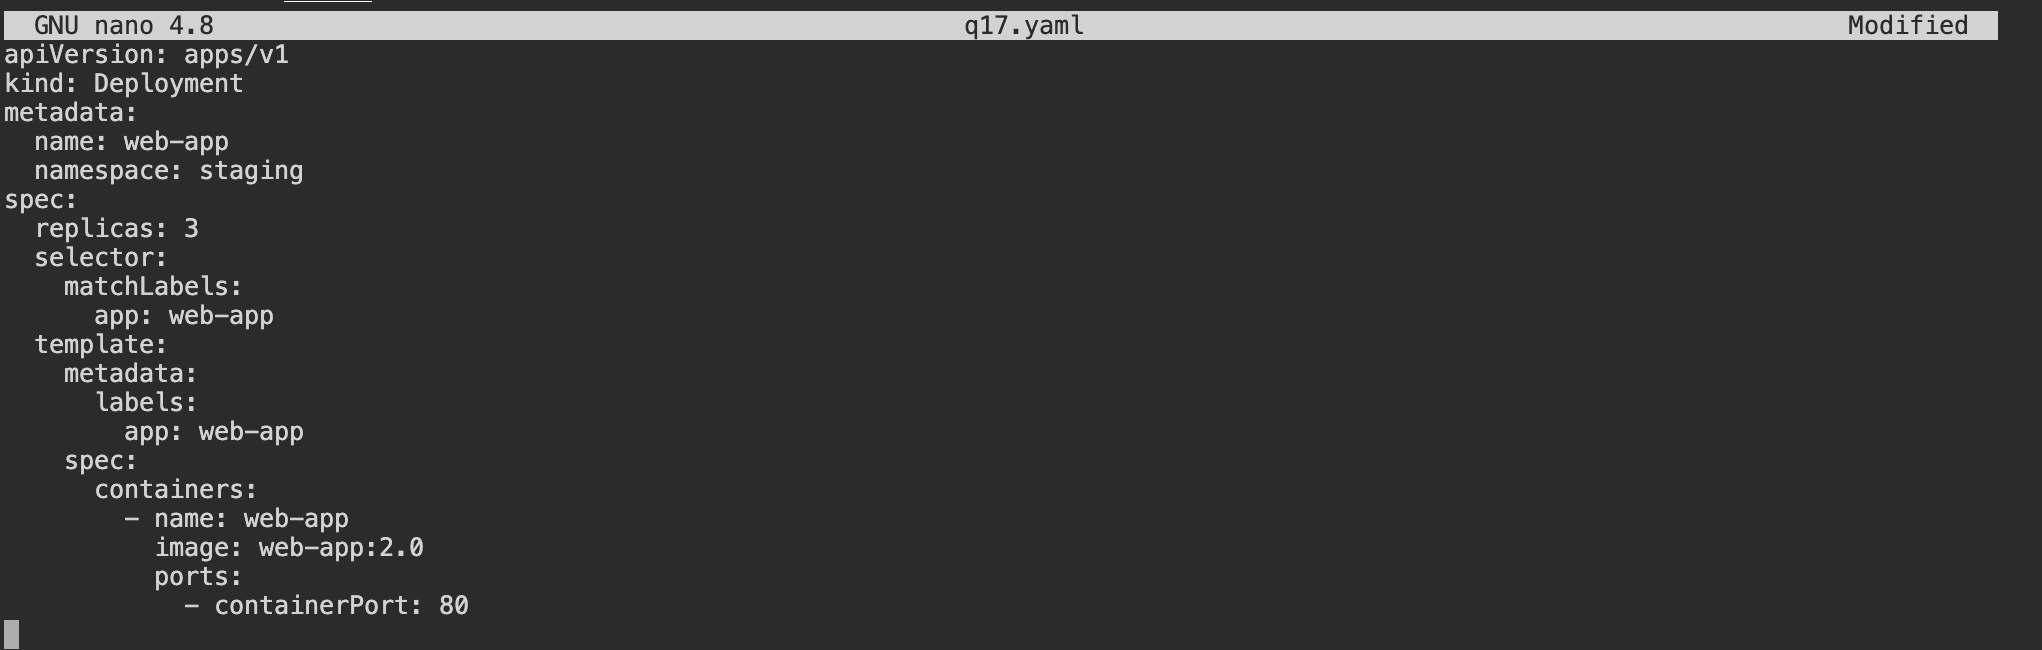 GNU nano 4.8 q17.yaml Modified
apiVersion: apps/v1
kind: Deployment
metadata:
  name: web-app
  namespace: staging
spec:
  replicas: 3
  selector:
    matchLabels:
      app: web-app
  template:
    metadata:
      labels:
        app: web-app
    spec:
      containers:
        - name: web-app
          image: web-app:2.0
          ports:
            - containerPort: 80